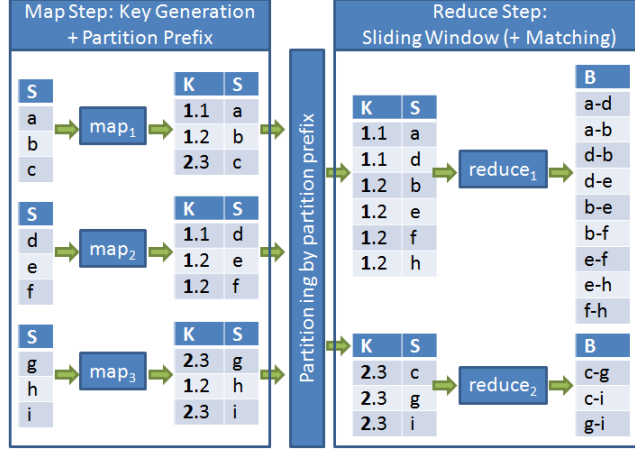 Map Step: Key Generation
+ Partition Prefix
S
a
b
c
map1
K S
1.1 a
1.2 b
2.3 c
S
d
e
f
map2
K S
1.1 d
1.2 e
1.2 f
S
g
h
i
map3
K S
2.3 g
1.2 h
2.3 i
Partition ing by partition prefix
Reduce Step:
Sliding Window (+ Matching)
K S
1.1 a
1.1 d
1.2 b
1.2 e
1.2 f
1.2 h
reduce1
B
a-d
a-b
d-b
d-e
b-e
b-f
e-f
e-h
f-h
K S
2.3 c
2.3 g
2.3 i
reduce2
B
c-g
c-i
g-i